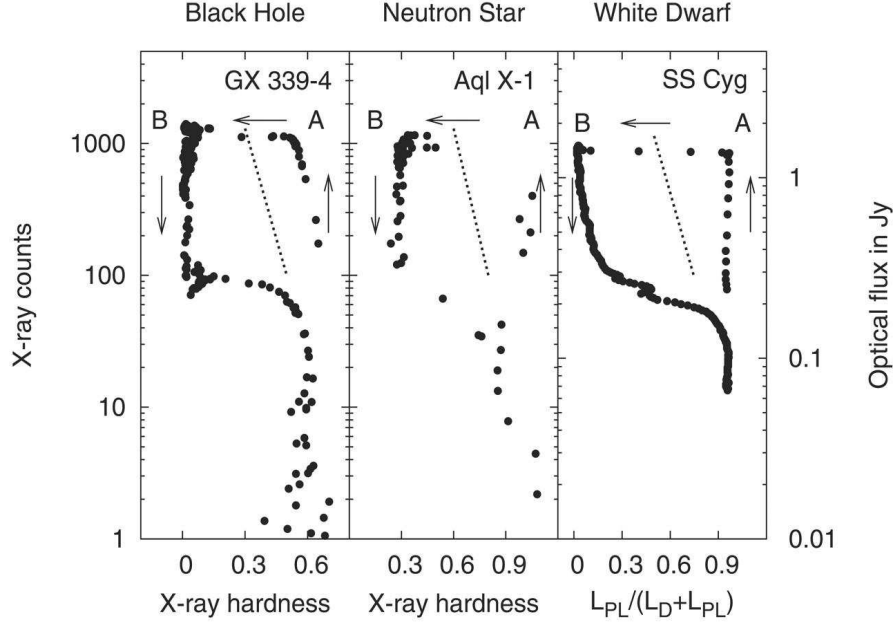 Black Hole Neutron Star White Dwarf
GX 339-4 Aql X-1 SS Cyg
B A B A B A
1000
100
10
1
X-ray counts
1
0.1
0.01
Optical flux in Jy
0 0.3 0.6 0.3 0.6 0.9 0 0.3 0.6 0.9
X-ray hardness X-ray hardness L_PL/(L_D+L_PL)